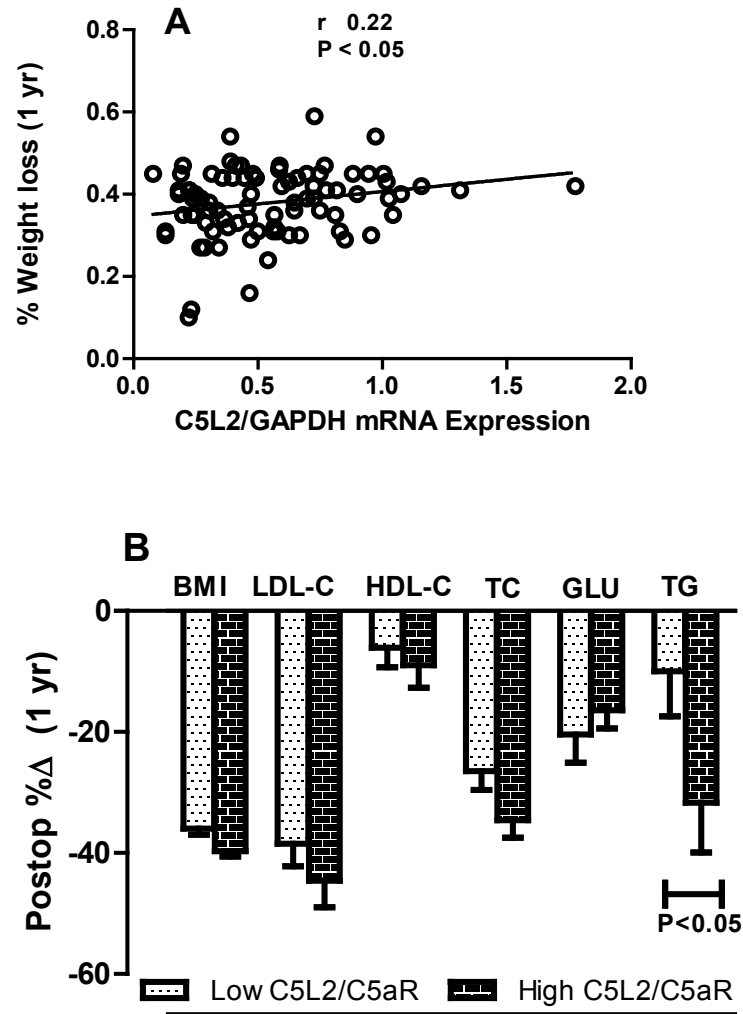 A
r 0.22
P < 0.05
0.8
0.6
0.4
0.2
0.0
% Weight loss (1 yr)
0.0 0.5 1.0 1.5 2.0
C5L2/GAPDH mRNA Expression
B
BMI LDL-C HDL-C TC GLU TG
0
-20
-40
-60
Postop %Δ (1 yr)
P<0.05
Low C5L2/C5aR High C5L2/C5aR